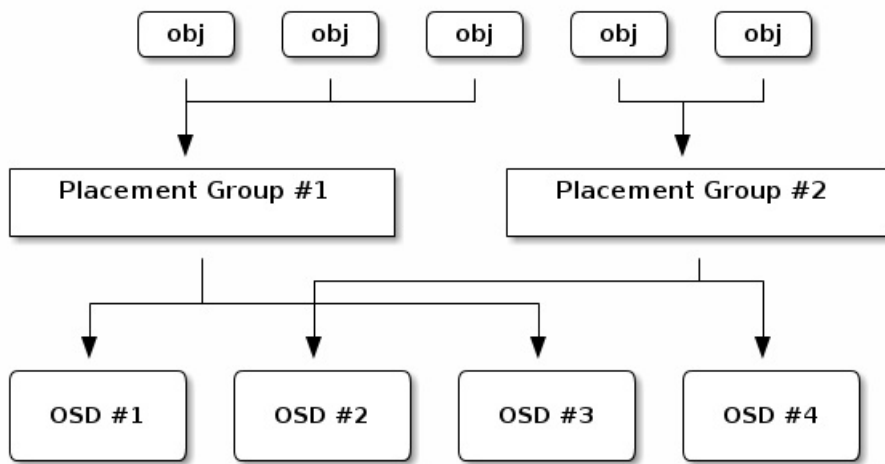 obj obj obj obj obj
Placement Group #1 Placement Group #2
OSD #1 OSD #2 OSD #3 OSD #4